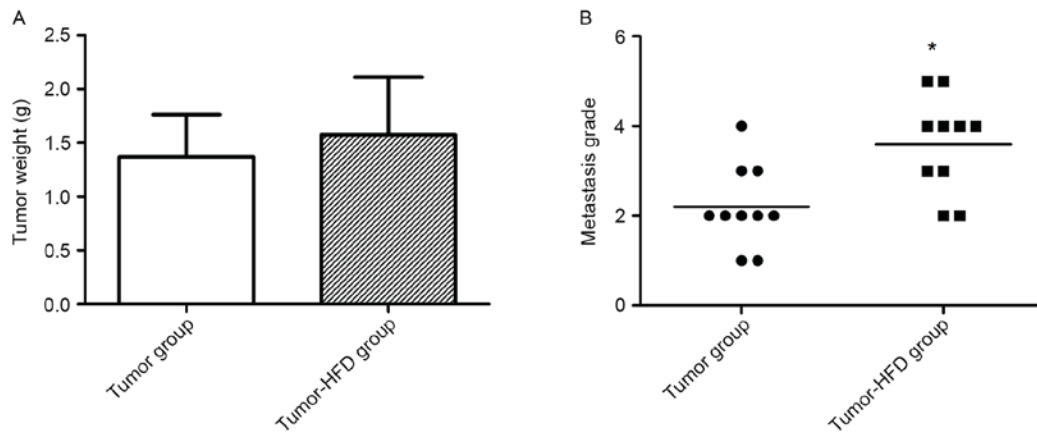 A
Tumor weight (g)
2.5
2.0
1.5
1.0
0.5
0.0
Tumor group
Tumor-HFD group
B
Metastasis grade
6
4
2
0
*
Tumor group
Tumor-HFD group